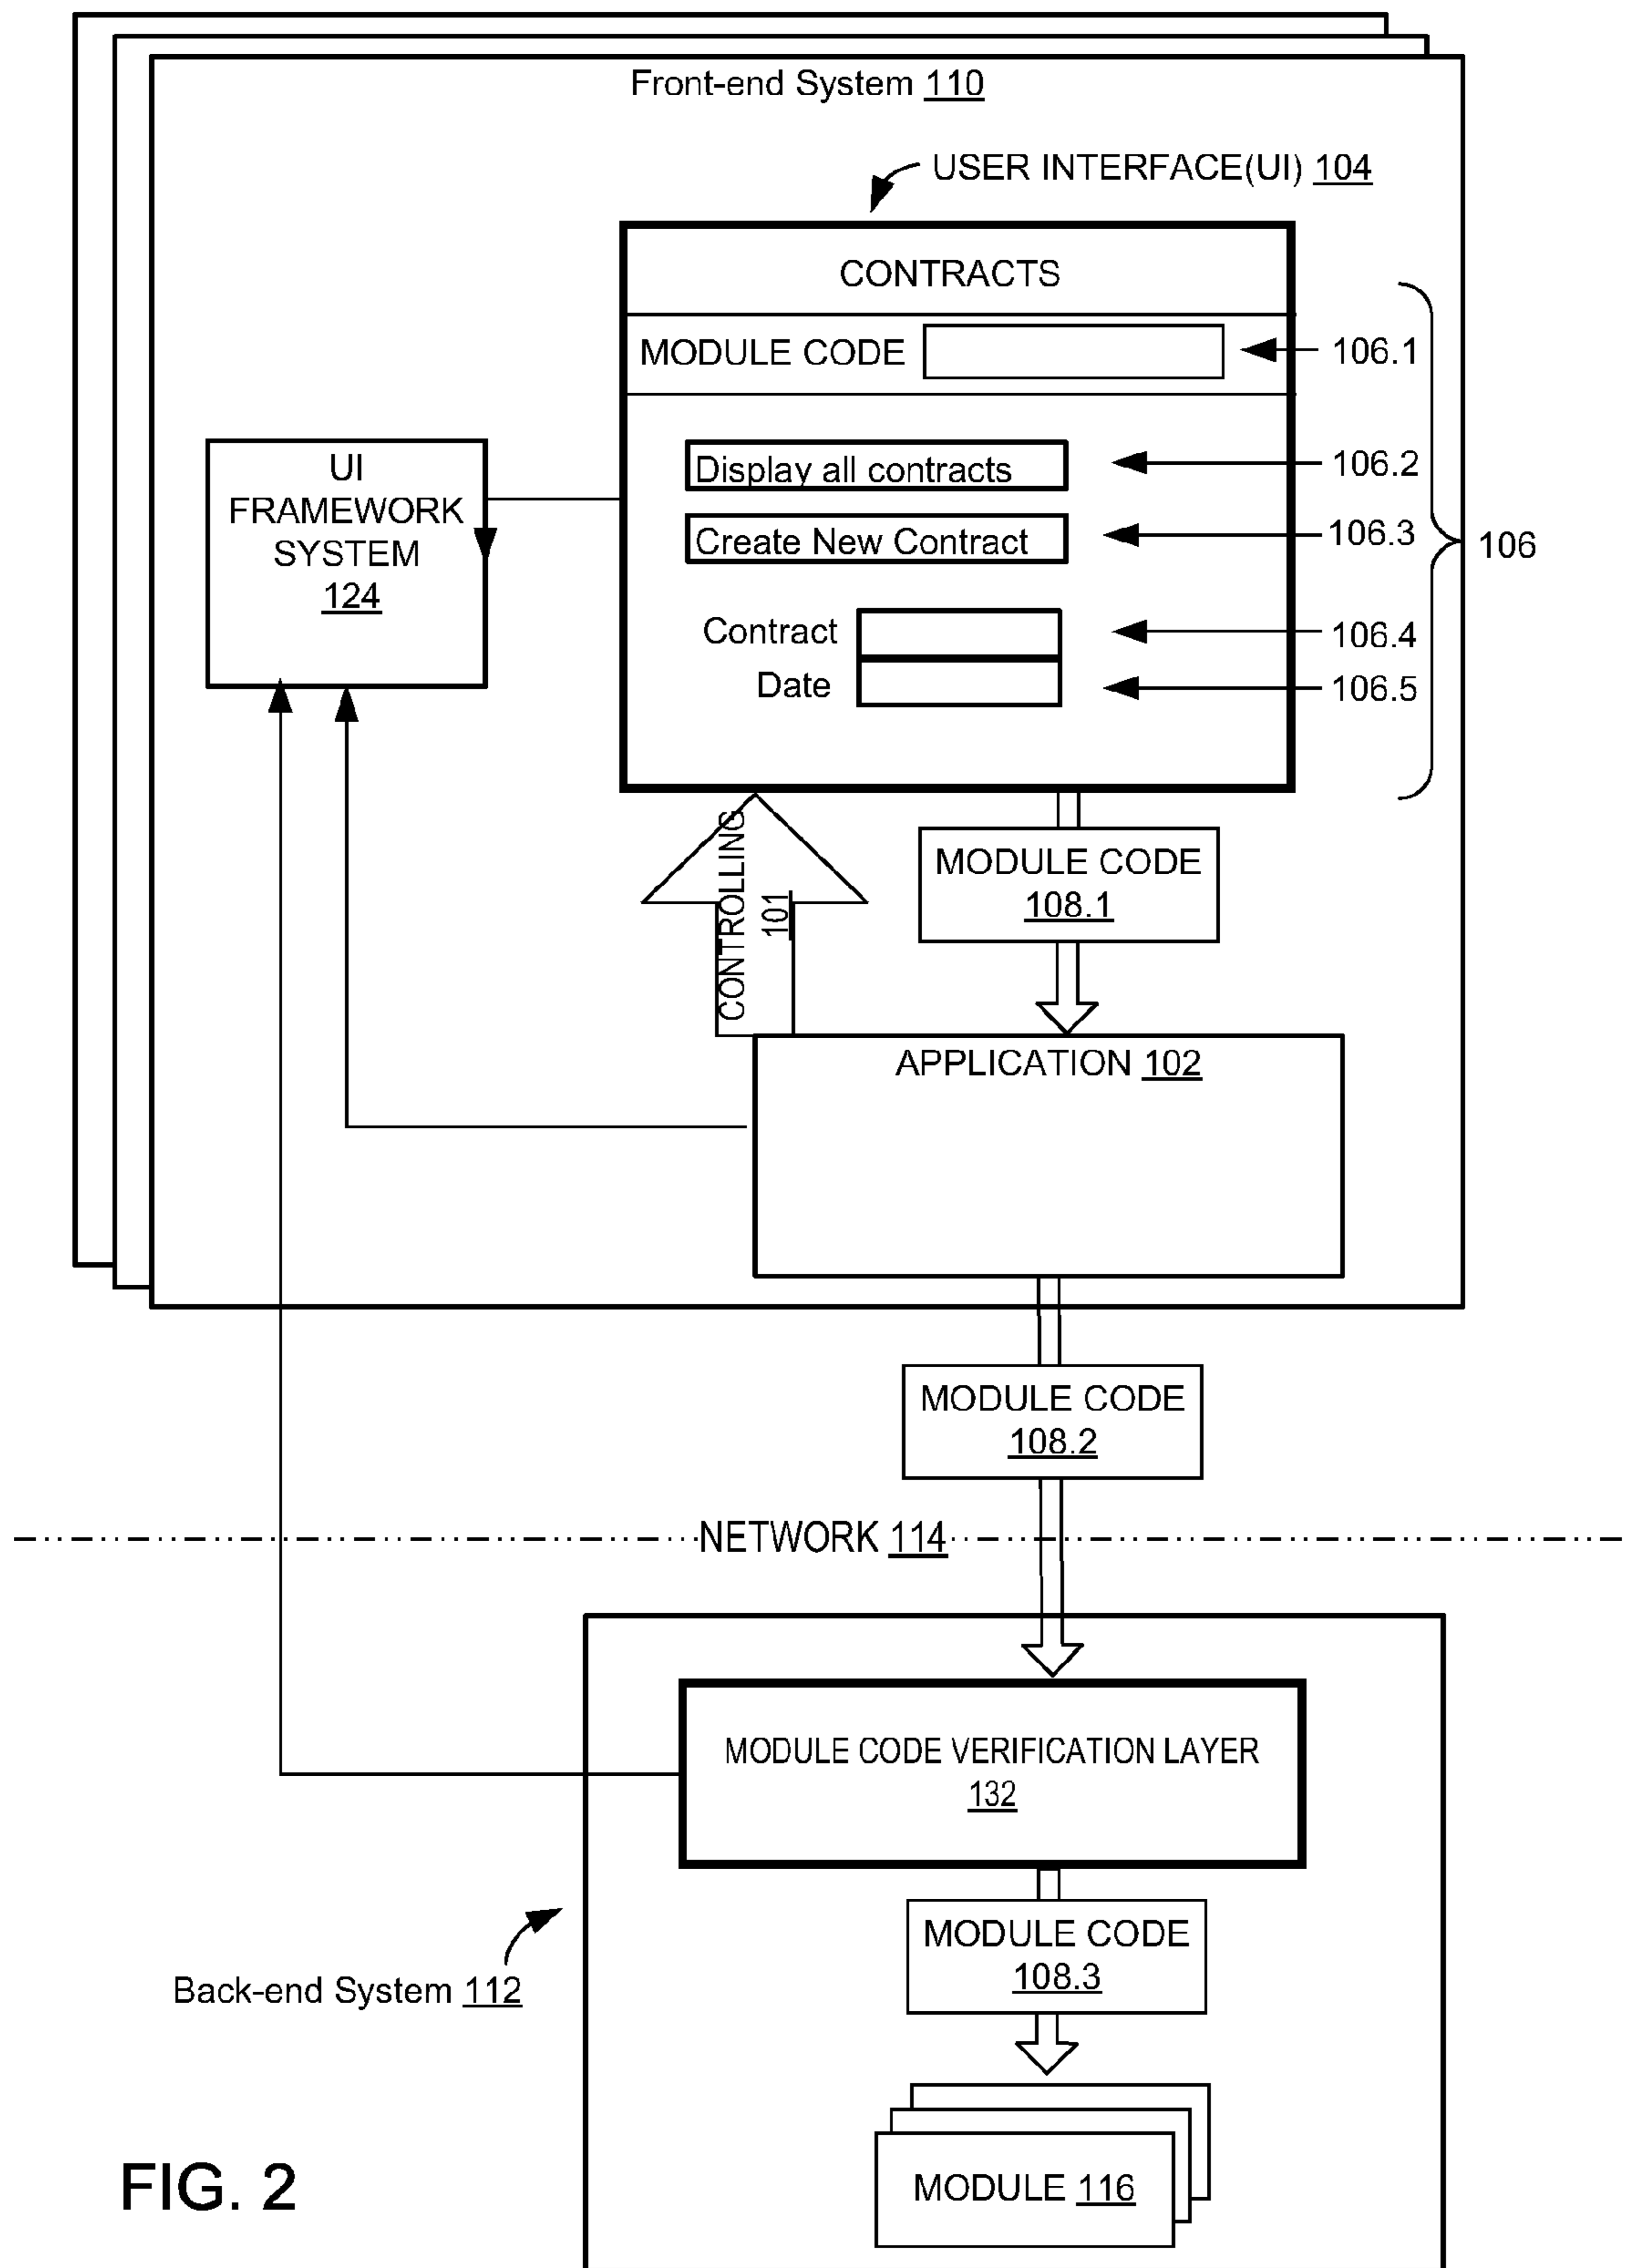 Front-end System 110
USER INTERFACE(UI) 104
CONTRACTS
MODULE CODE
106.1
Display all contracts
106.2
Create New Contract
106.3
106
Contract
106.4
Date
106.5
UI
FRAMEWORK
SYSTEM
124
CONTROLLING
101
MODULE CODE
108.1
APPLICATION 102
MODULE CODE
108.2
NETWORK 114
MODULE CODE VERIFICATION LAYER
132
MODULE CODE
108.3
Back-end System 112
MODULE 116
FIG. 2